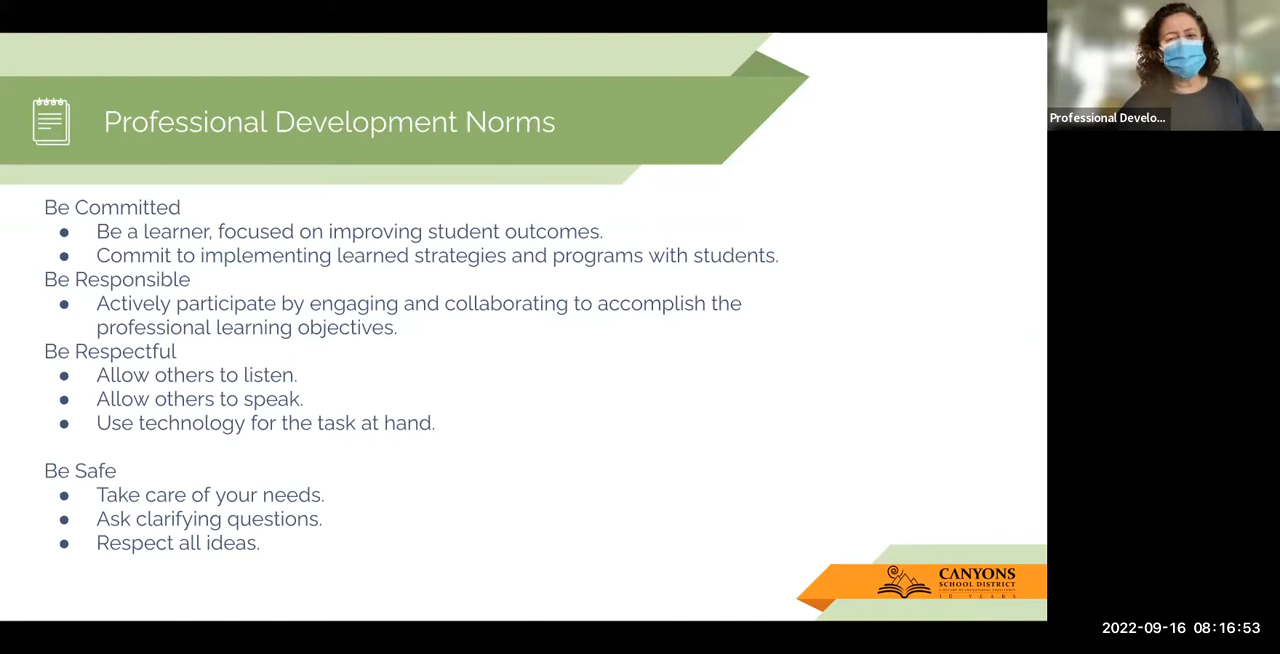 Professional Development Norms
Professional Develo...
Be Committed
● Be a learner, focused on improving student outcomes.
● Commit to implementing learned strategies and programs with students.
Be Responsible
● Actively participate by engaging and collaborating to accomplish the
professional learning objectives.
Be Respectful
● Allow others to listen.
● Allow others to speak.
● Use technology for the task at hand.
Be Safe
● Take care of your needs.
● Ask clarifying questions.
● Respect all ideas.
CANYONS
SCHOOL DISTRICT
10 YEARS
2022-09-16 08:16:53